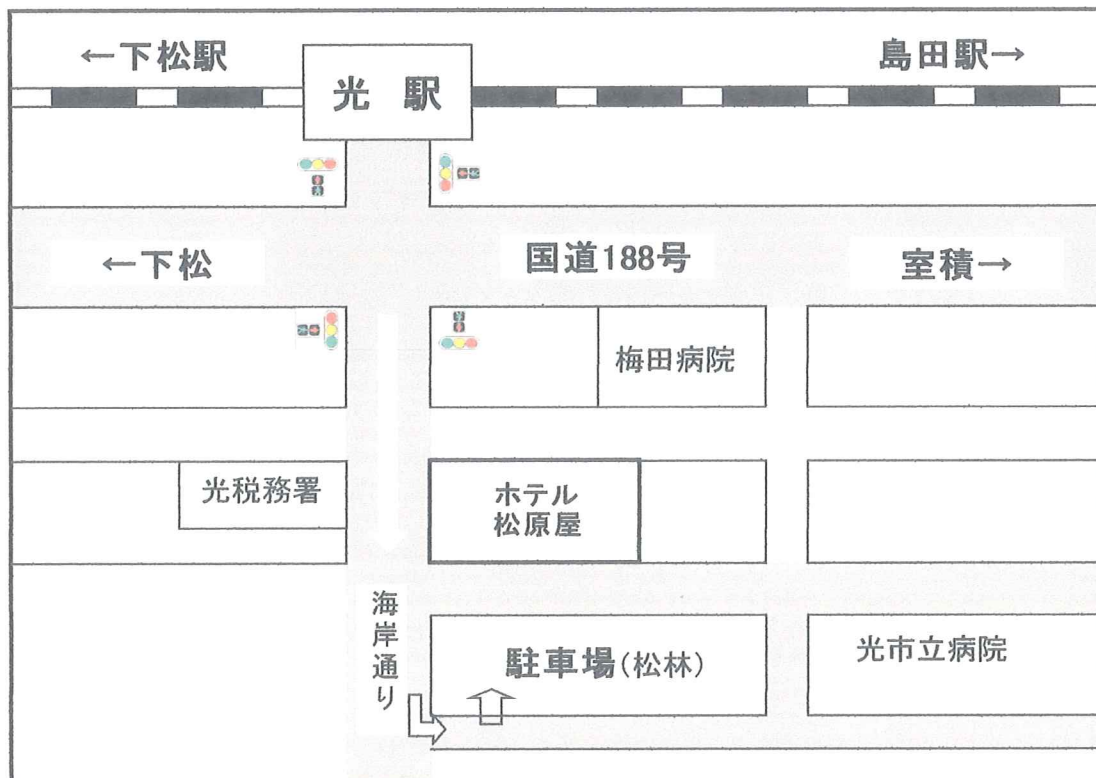 ←下松駅
島田駅→
光 駅
←下松
国道188号
室積→
梅田病院
光税務署
ホテル
松原屋
海岸通り
駐車場(松林)
光市立病院